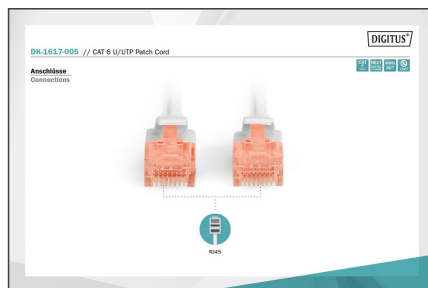 DIGITUS®
DK-1617-005 // CAT 6 U/UTP Patch Cord
Anschlüsse
Connections
RJ45